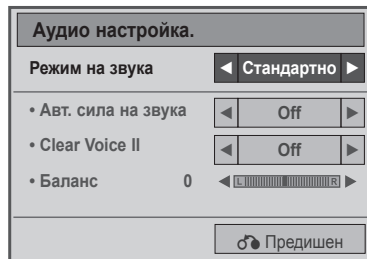 Аудио настройка.
Режим на звука ◄ Стандартно ►
• Авт. сила на звука ◄ Off ►
• Clear Voice II ◄ Off ►
• Баланс 0 ◄ L R ►
Предишен